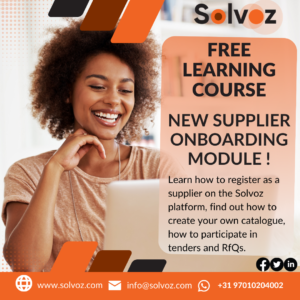 Solvoz
FREE
LEARNING
COURSE
NEW SUPPLIER
ONBOARDING
MODULE !
Learn how to register as a
supplier on the Solvoz
platform, find out how to
create your own catalogue,
how to participate in
tenders and RfQs.
www.solvoz.com
info@solvoz.com
+31 97010204002